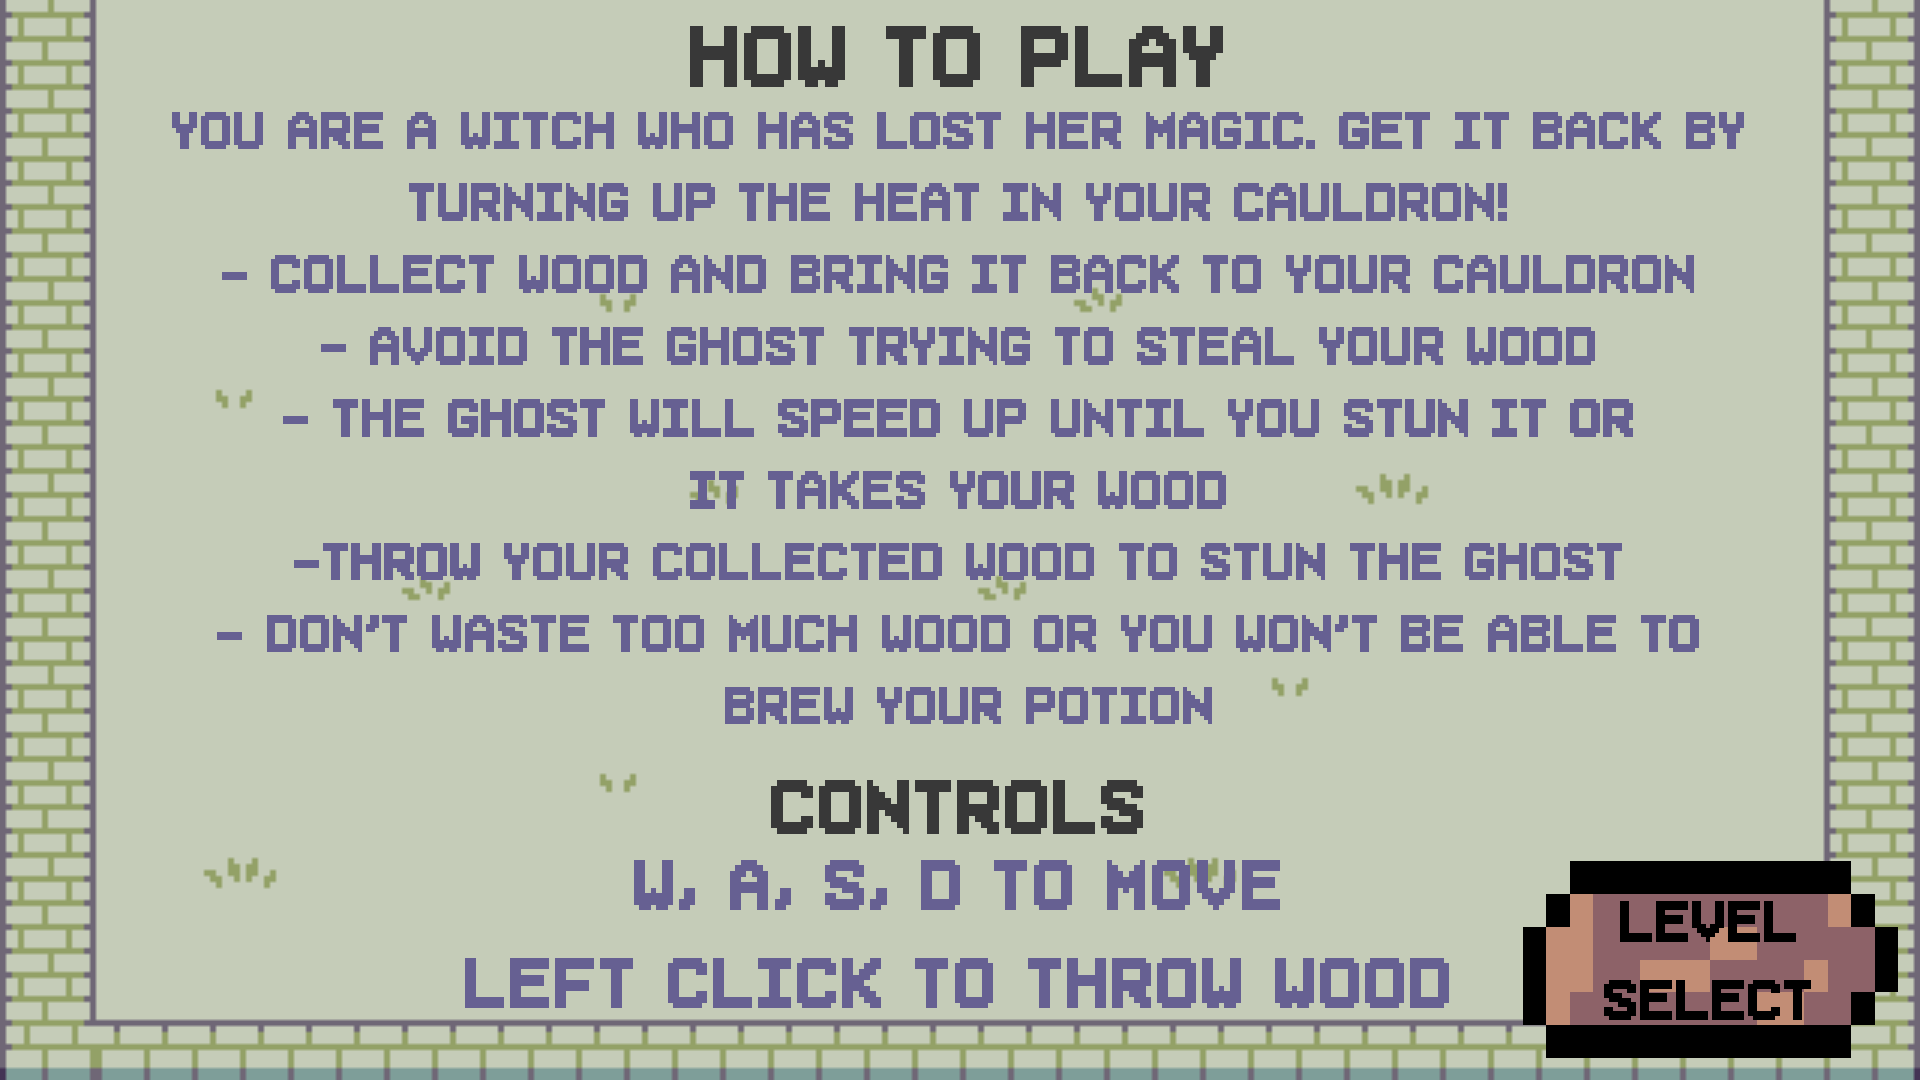 HOW TO PLAY
YOU ARE A WITCH WHO HAS LOST HER MAGIC. GET IT BACK BY
TURNING UP THE HEAT IN YOUR CAULDRON!
- COLLECT WOOD AND BRING IT BACK TO YOUR CAULDRON
- AVOID THE GHOST TRYING TO STEAL YOUR WOOD
- THE GHOST WILL SPEED UP UNTIL YOU STUN IT OR
IT TAKES YOUR WOOD
-THROW YOUR COLLECTED WOOD TO STUN THE GHOST
- DON'T WASTE TOO MUCH WOOD OR YOU WON'T BE ABLE TO
BREW YOUR POTION
CONTROLS
W, A, S, D TO MOVE
LEFT CLICK TO THROW WOOD
LEVEL
SELECT